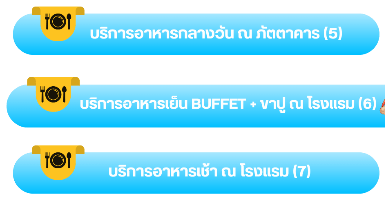 บริการอาหารกลางวัน ณ ภัตตาคาร (5)
บริการอาหารเย็น BUFFET + ขาปู ณ โรงแรม (6)
บริการอาหารเช้า ณ โรงแรม (7)